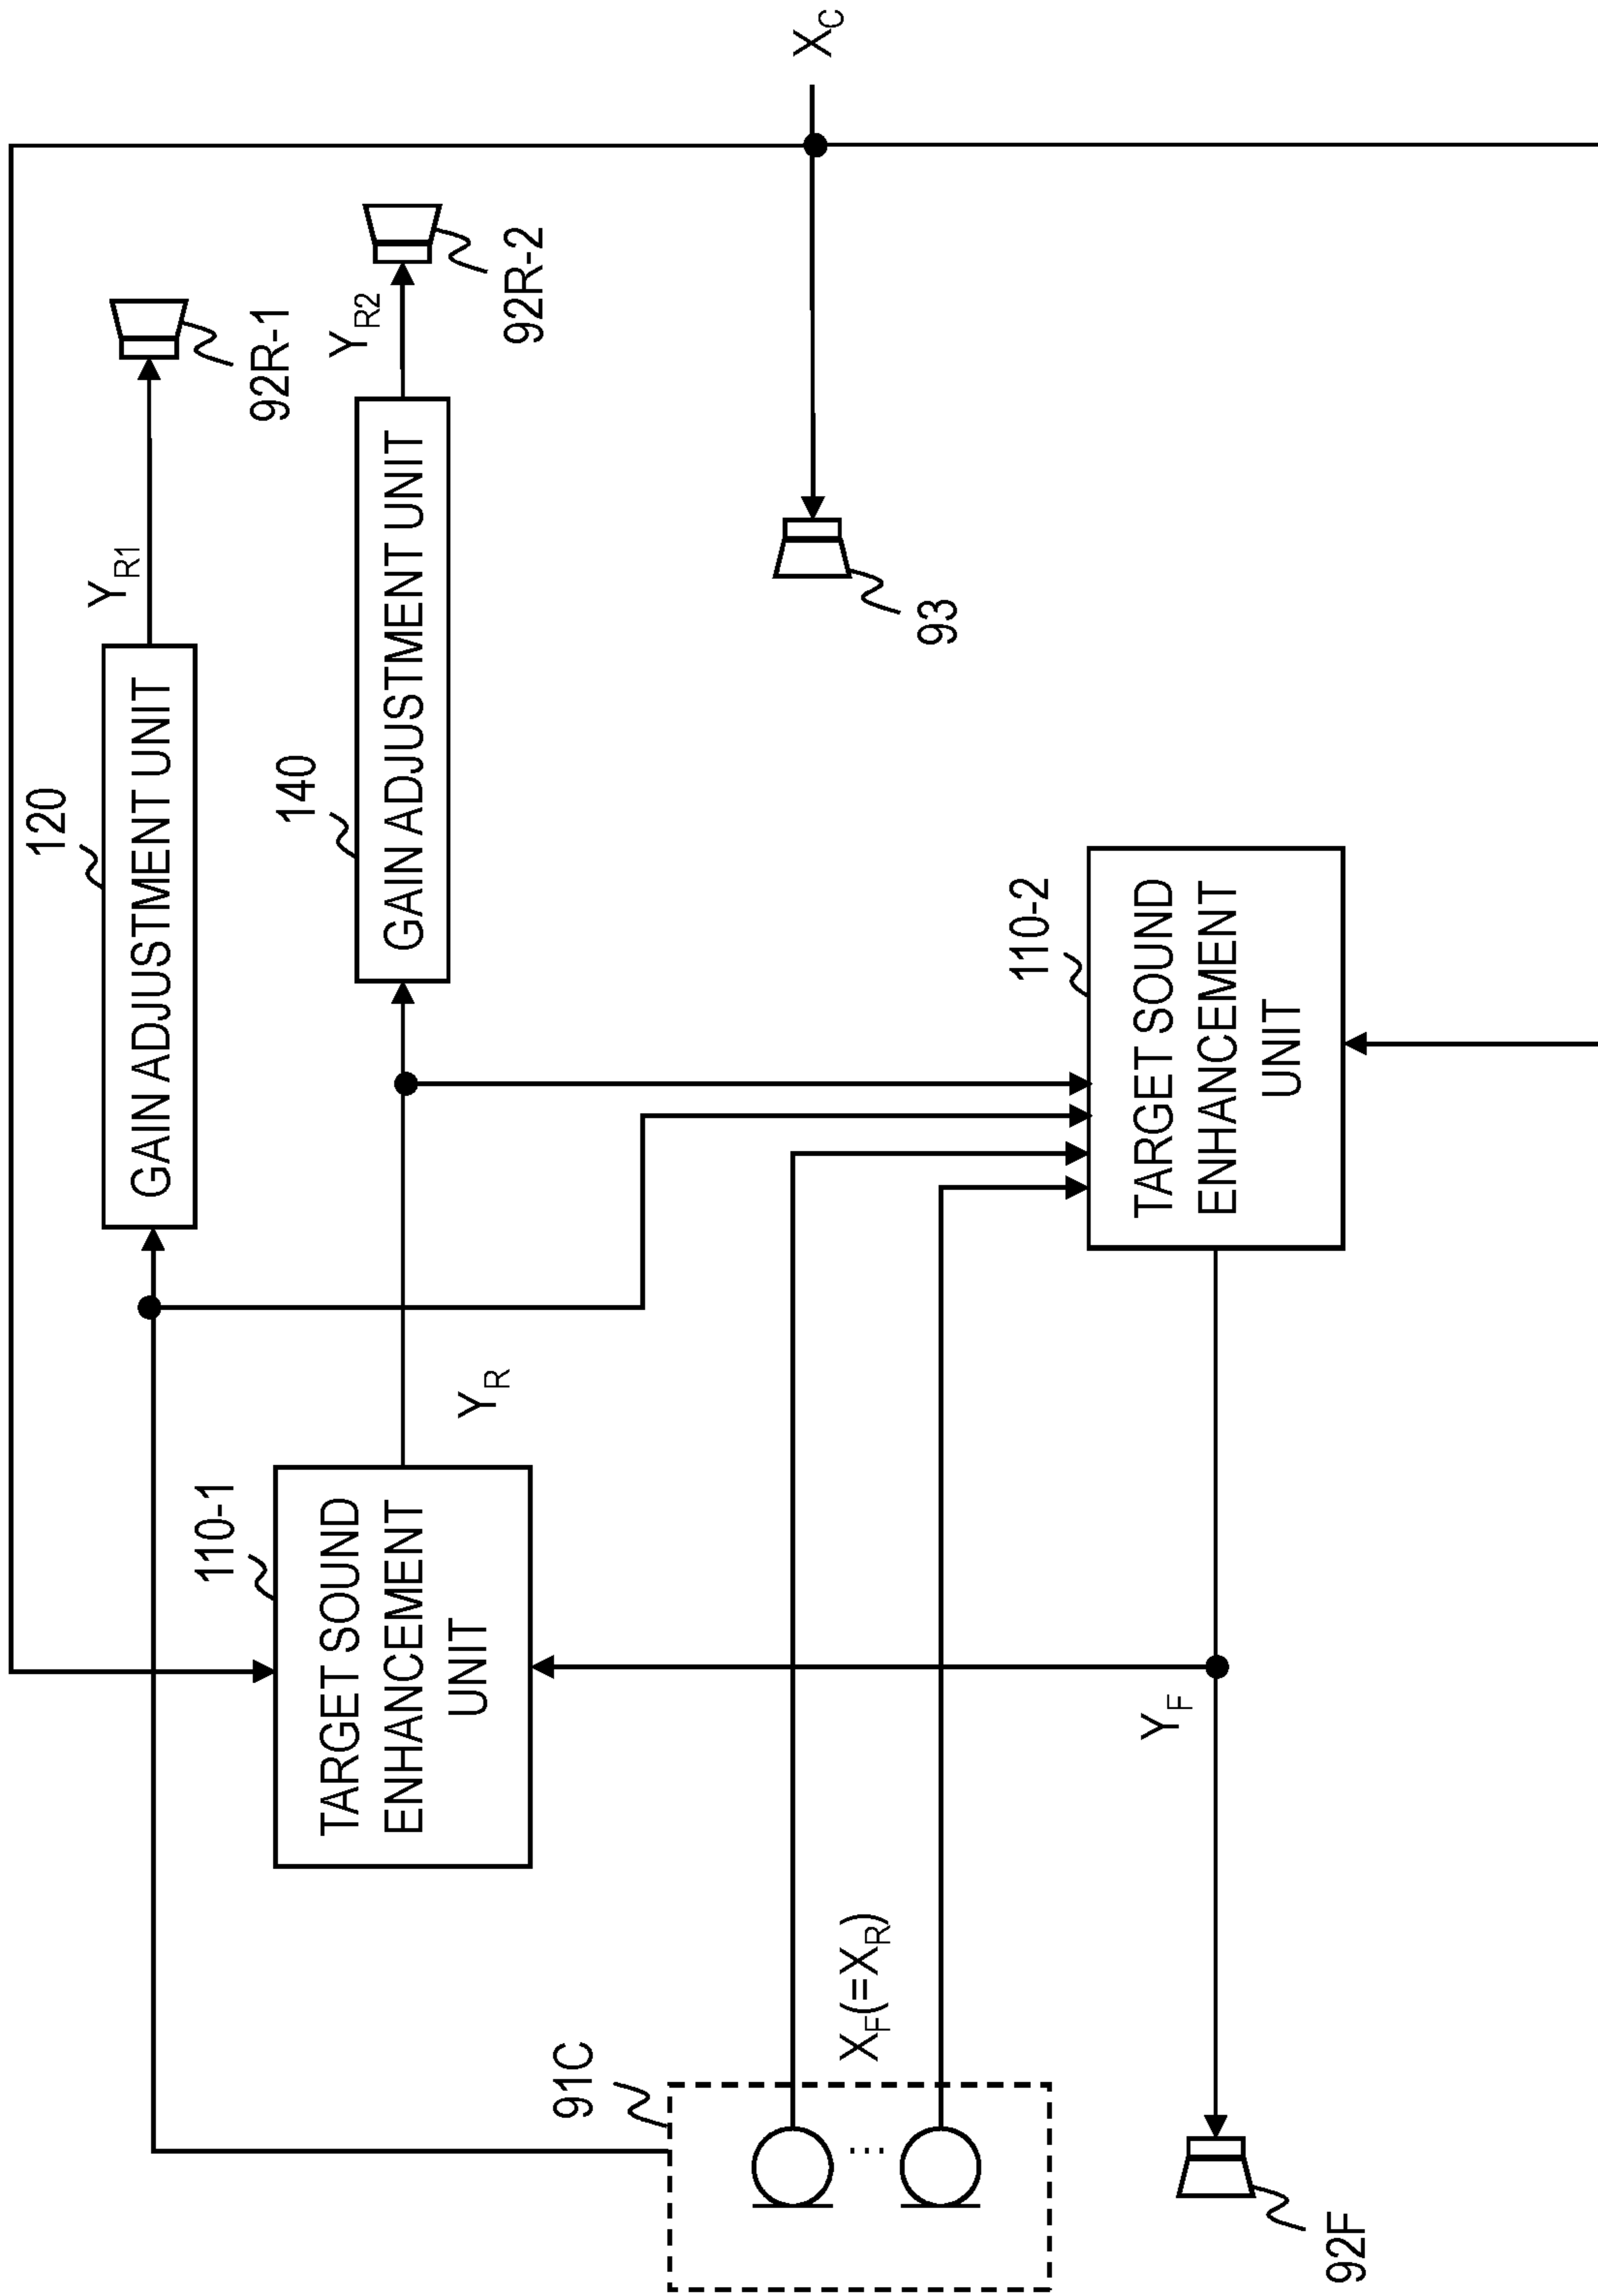 91C
X_F(=X_R)
92F
Y_F
110-1
TARGET SOUND
ENHANCEMENT
UNIT
Y_R
110-2
TARGET SOUND
ENHANCEMENT
UNIT
120
GAIN ADJUSTMENT UNIT
140
GAIN ADJUSTMENT UNIT
Y_R1
92R-1
Y_R2
92R-2
93
X_C